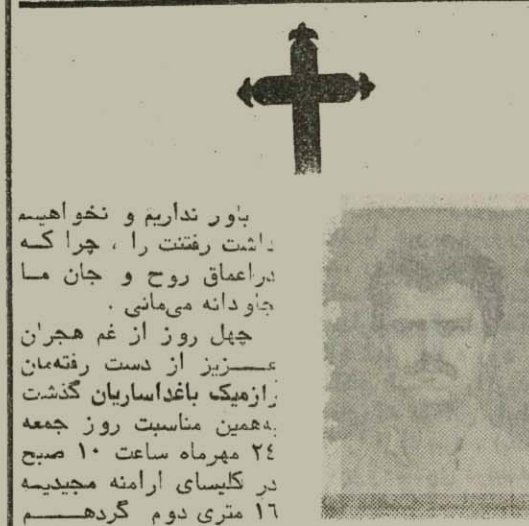 باور نداریم و نخواهیم
داشت رفتنت را ، چرا که
دراعماق روح و جان ما
جاودانه می‌مانی .
چهل روز از غم هجران
عزیز از دست رفته‌مان
رازمیک باغداساریان گذشت
بهمین مناسبت روز جمعه
۲۴ مهرماه ساعت ۱۰ صبح
در کلیسای ارامنه مجیدیه
۱۶ متری دوم گردهم